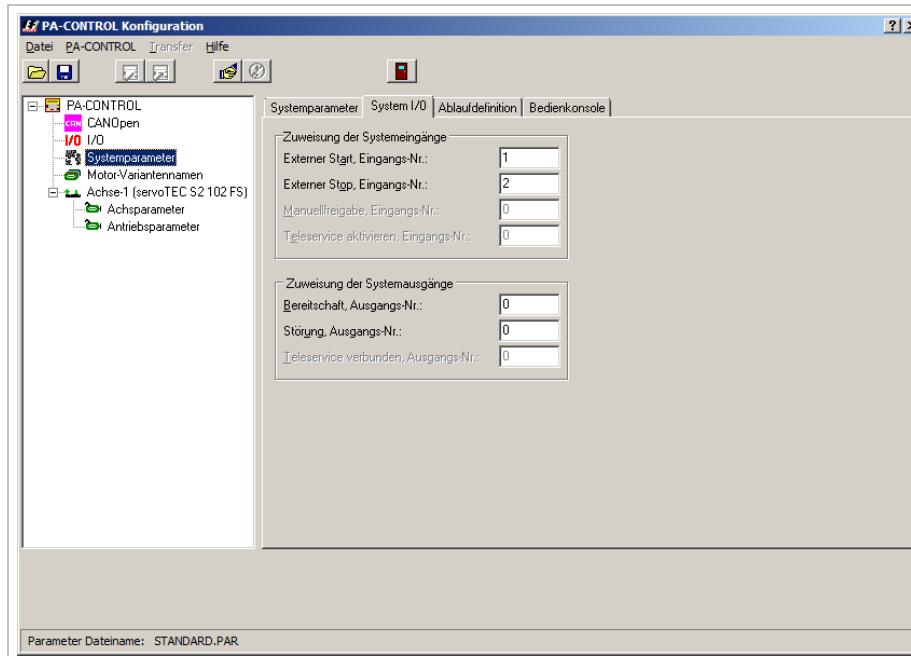 PA-CONTROL Konfiguration
Datei PA-CONTROL Transfer Hilfe
PA-CONTROL
CAN CANOpen
I/O I/O
Systemparameter
Motor-Variantennamen
Achse-1 (servoTEC S2 102 FS)
Achsparameter
Antriebsparameter
Systemparameter System I/O Ablaufdefinition Bedienkonsole
Zuweisung der Systemeingänge
Externer Start, Eingangs-Nr.: 1
Externer Stop, Eingangs-Nr.: 2
Manuellfreigabe, Eingangs-Nr.: 0
Teleservice aktivieren, Eingangs-Nr.: 0
Zuweisung der Systemausgänge
Bereitschaft, Ausgangs-Nr.: 0
Störung, Ausgangs-Nr.: 0
Teleservice verbunden, Ausgangs-Nr.: 0
Parameter Dateiname: STANDARD.PAR